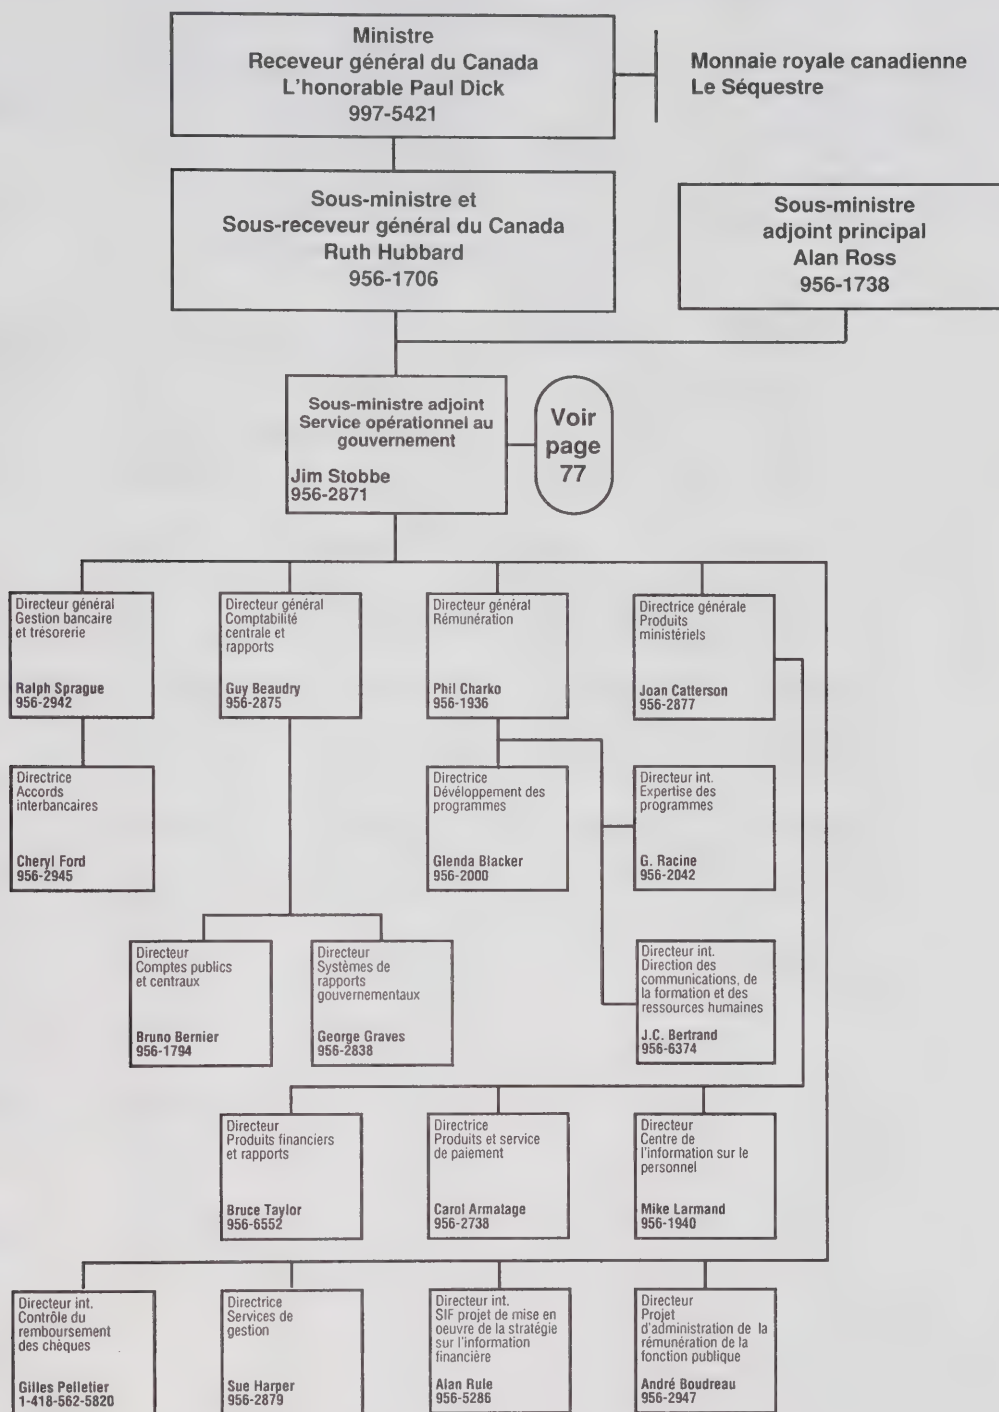 Ministre
Receveur général du Canada
L'honorable Paul Dick
997-5421
Monnaie royale canadienne
Le Séquestre
Sous-ministre et
Sous-receveur général du Canada
Ruth Hubbard
956-1706
Sous-ministre
adjoint principal
Alan Ross
956-1738
Sous-ministre adjoint
Service opérationnel au
gouvernement
Jim Stobbe
956-2871
Voir
page
77
Directeur général
Gestion bancaire
et trésorerie
Ralph Sprague
956-2942
Directeur général
Comptabilité
centrale et
rapports
Guy Beaudry
956-2875
Directeur général
Rémunération
Phil Charko
956-1936
Directrice générale
Produits
ministériels
Joan Catterson
956-2877
Directrice
Accords
interbancaires
Cheryl Ford
956-2945
Directrice
Dévéloppement des
programmes
Glenda Blacker
956-2000
Directeur int.
Expertise des
programmes
G. Racine
956-2042
Directeur
Comptes publics
et centraux
Bruno Bernier
956-1794
Directeur
Systèmes de
rapports
gouvernementaux
George Graves
956-2838
Directeur int.
Direction des
communications, de
la formation et des
ressources humaines
J.C. Bertrand
956-6374
Directeur
Produits financiers
et rapports
Bruce Taylor
956-6552
Directrice
Produits et service
de paiement
Carol Armatage
956-2738
Directeur
Centre de
l'information sur le
personnel
Mike Larmand
956-1940
Directeur int.
Contrôle du
remboursement
des chèques
Gilles Pelletier
1-418-562-5820
Directrice
Services de
gestion
Sue Harper
956-2879
Directeur int.
SIF projet de mise en
oeuvre de la stratégie
sur l'information
financière
Alan Rule
956-5286
Directeur
Projet
d'administration de la
rémunération de la
fonction publique
André Boudreau
956-2947